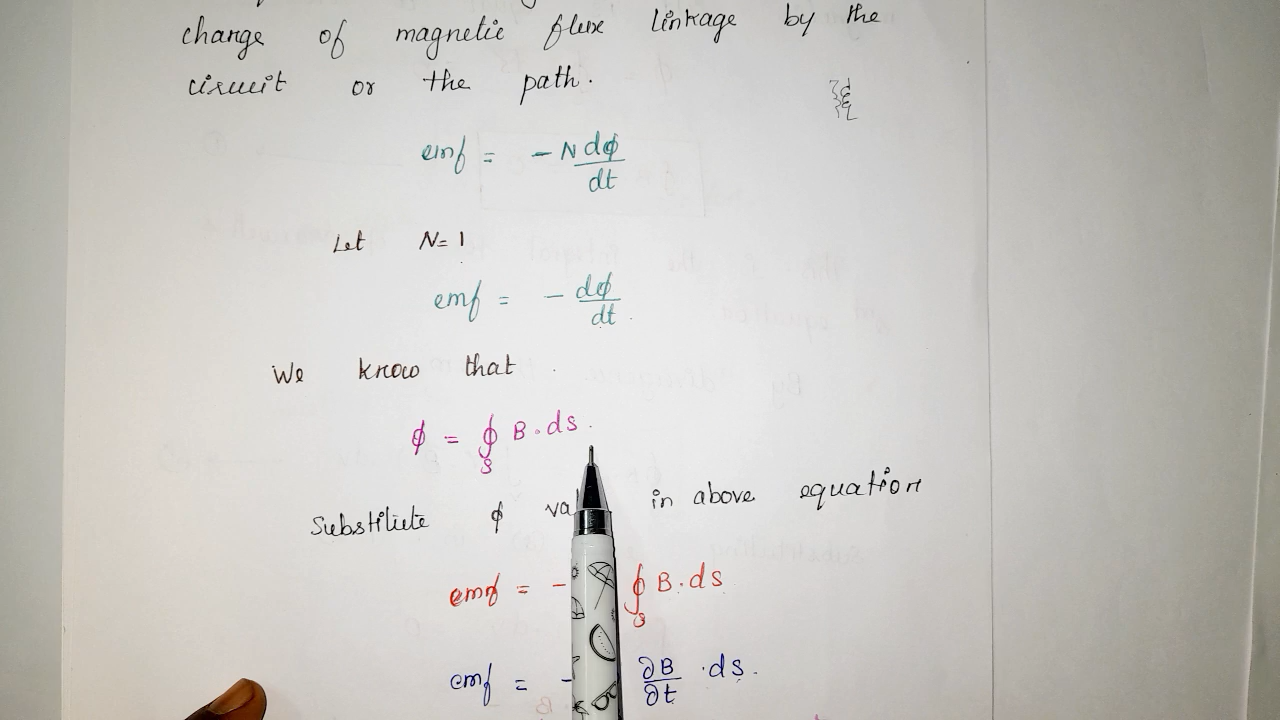 change of magnetic flux linkage by the
circuit or the path.
emf = - N dϕ/dt
Let N=1
emf = - dϕ/dt.
We know that
ϕ = ∮S B.ds.
Substitute ϕ in above equation
emf = - ∮S B.ds
emf = - ∂B/∂t .ds.